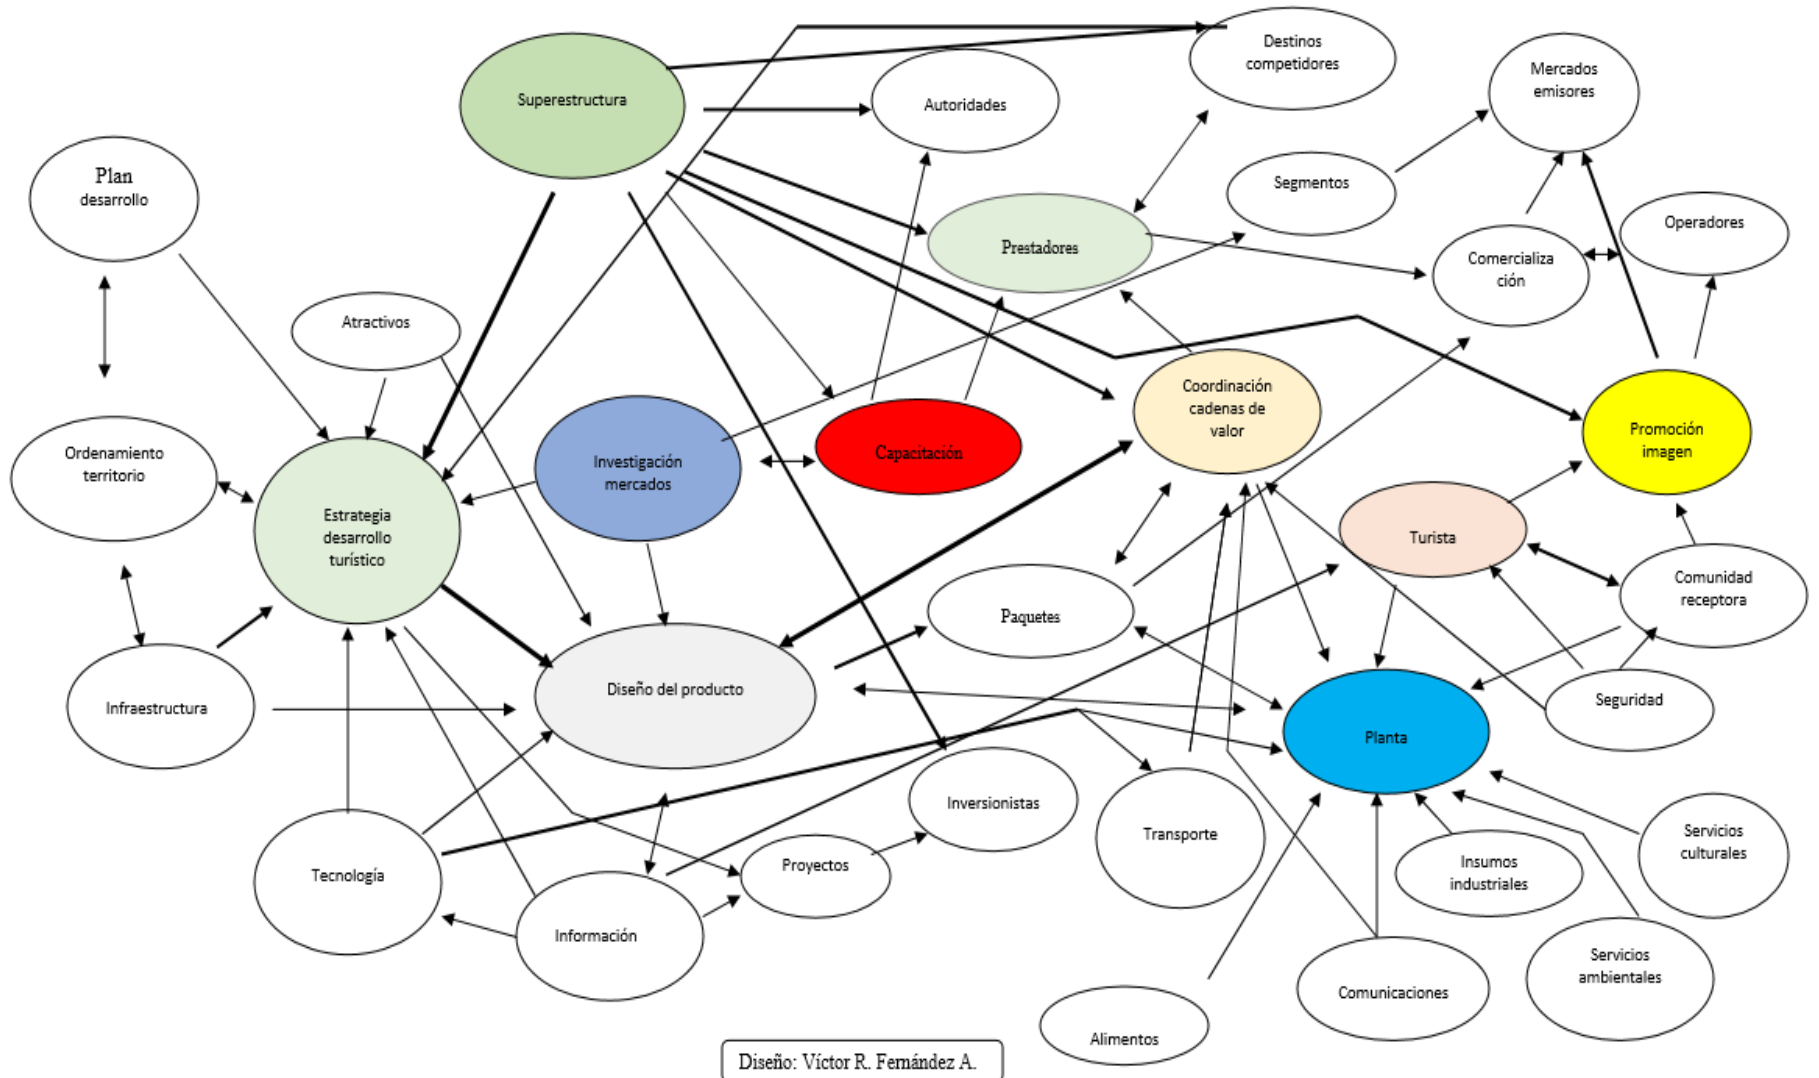 Destinos
competidores
Mercados
emisores
Superestructura
Autoridades
Plan
desarrollo
Segmentos
Operadores
Prestadores
Comercializa
ción
Atractivos
Coordinación
cadenas de
valor
Promoción
imagen
Ordenamiento
territorio
Investigación
mercados
Capacitación
Estrategia
desarrollo
turístico
Turista
Comunidad
receptora
Paquetes
Diseño del producto
Seguridad
Infraestructura
Planta
Inversionistas
Transporte
Servicios
culturales
Tecnología
Proyectos
Insumos
industriales
Información
Servicios
ambientales
Comunicaciones
Alimentos
Diseño: Víctor R. Fernández A.